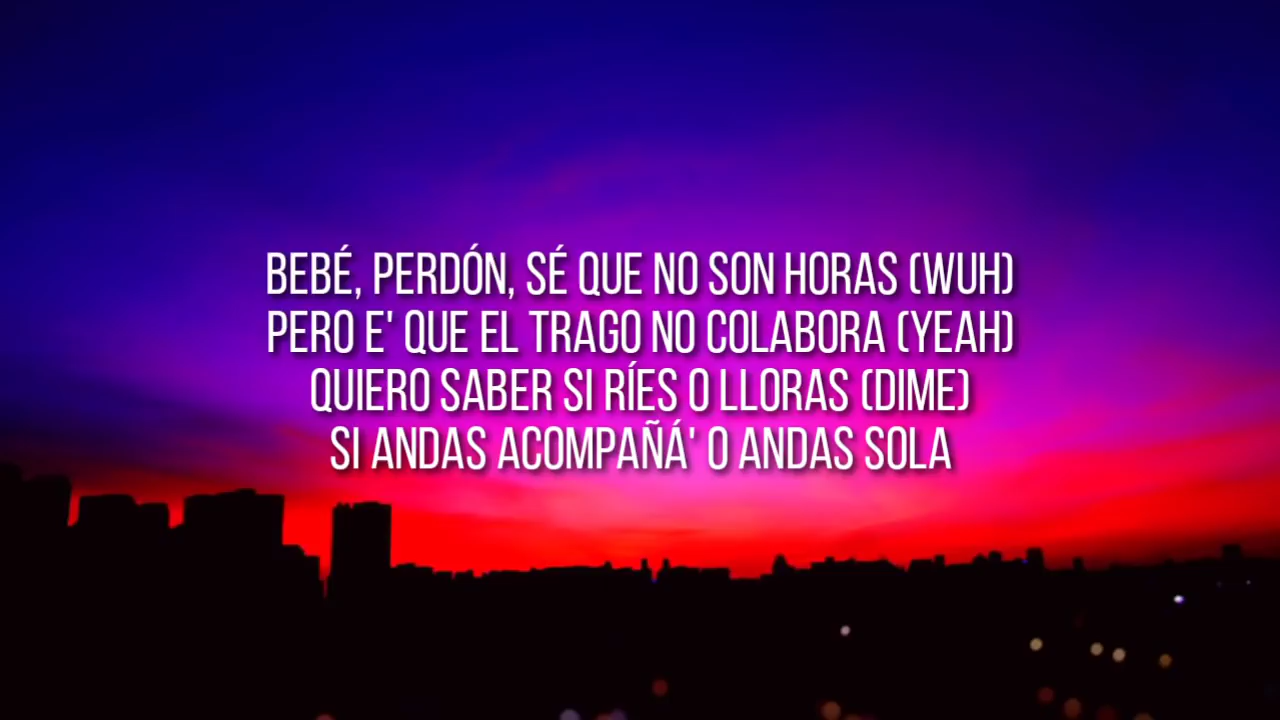 BEBÉ, PERDÓN, SÉ QUE NO SON HORAS (WUH)
PERO E' QUE EL TRAGO NO COLABORA (YEAH)
QUIERO SABER SI RÍES O LLORAS (DIME)
SI ANDAS ACOMPAÑÁ' O ANDAS SOLA